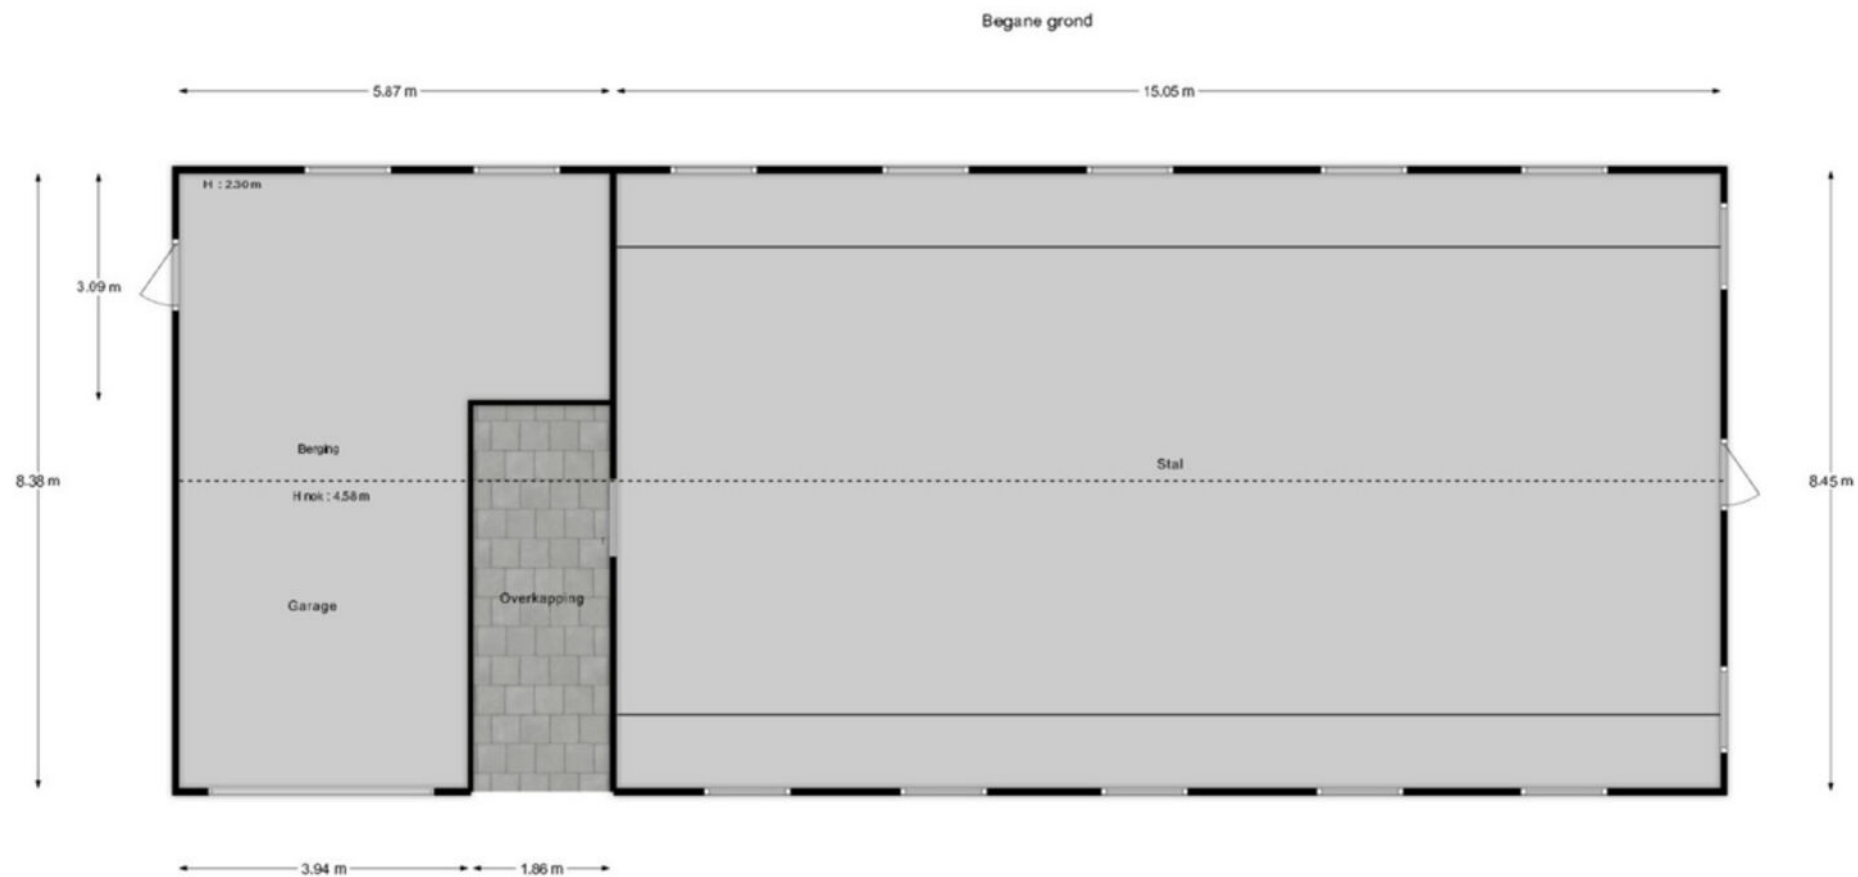 Begane grond
5.87 m
15.05 m
H : 2.30 m
3.09 m
Berging
Stal
8.38 m
8.45 m
H nok : 4.58 m
Overkapping
Garage
3.94 m
1.86 m